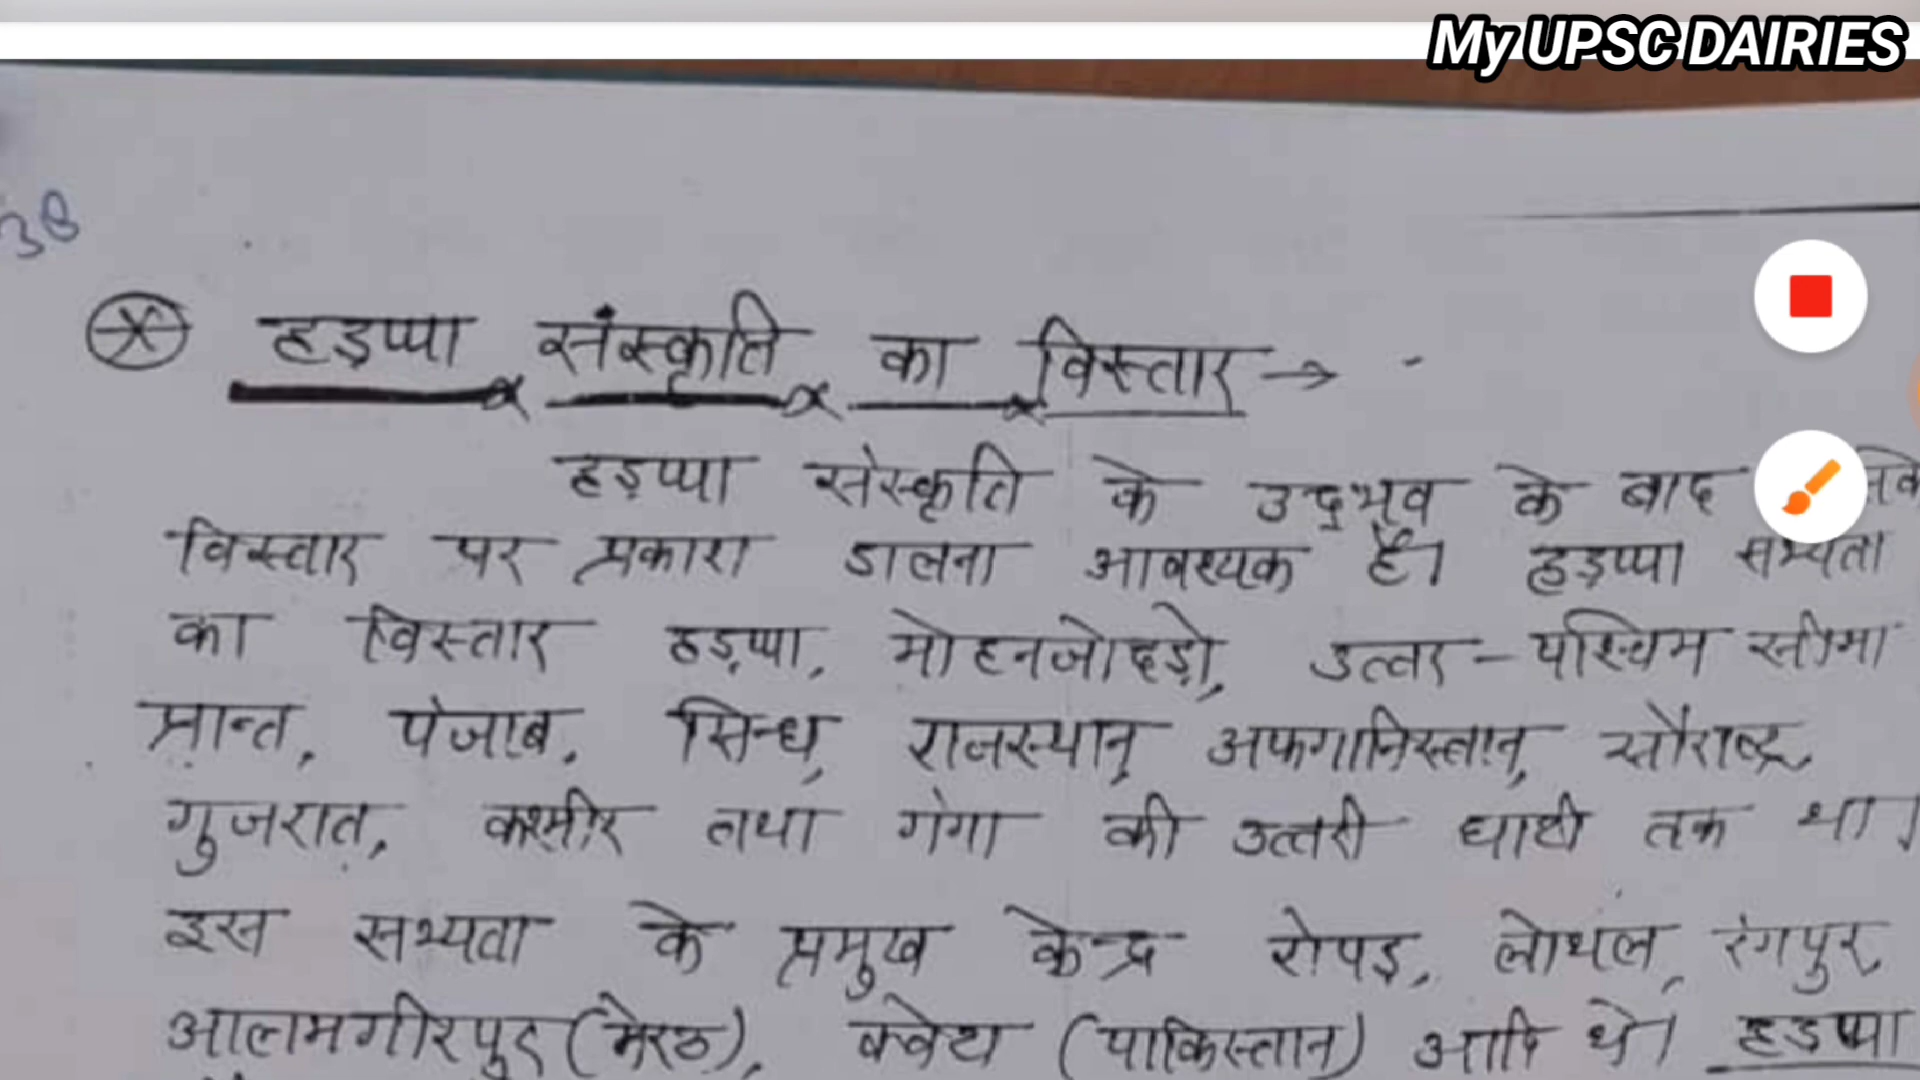 My UPSC DAIRIES
38
हडप्पा संस्कृति का विस्तार →
हड़प्पा संस्कृति के उद्‌भव के बाद
विस्तार पर प्रकाश डालना आवश्यक है। हड़प्पा सभ्यता
का विस्तार हड़प्पा, मोहनजोदड़ो, उत्तर-पश्चिम सीमा
प्रान्त, पंजाब, सिन्ध, राजस्थान, अफगानिस्तान, सौराष्ट्र,
गुजरात, कश्मीर तथा गंगा की उत्तरी घाटी तक था।
इस सभ्यता के प्रमुख केन्द्र रोपड, लोथल, रंगपुर,
आलमगीरपुर (मेरठ), क्वेटा (पाकिस्तान) आदि थे। हडप्पा